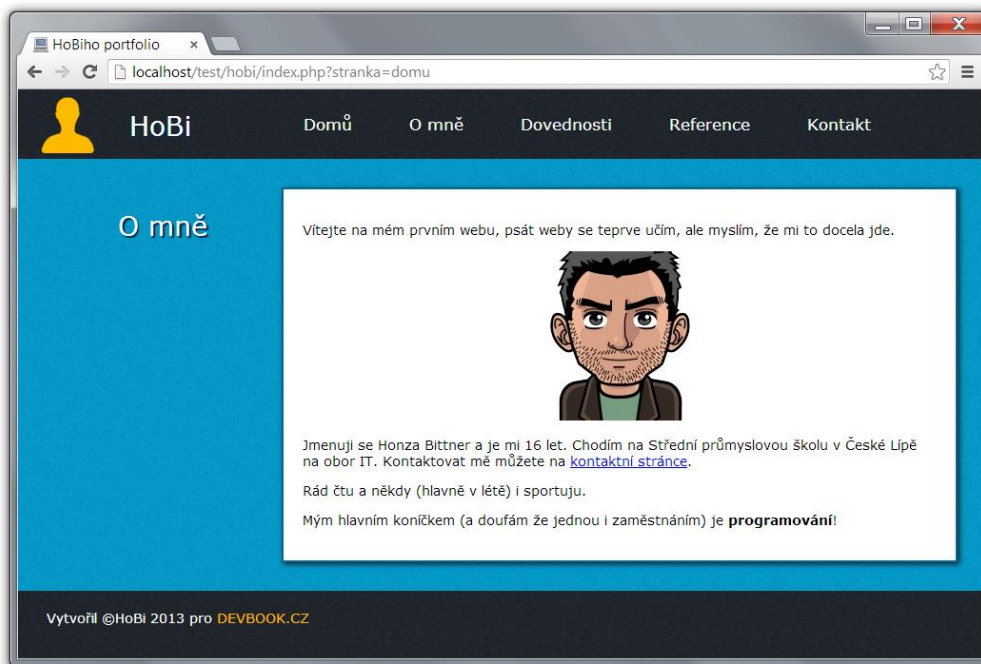 HoBiho portfolio
localhost/test/hobi/index.php?stranka=domu
HoBi
Domů O mně Dovednosti Reference Kontakt
O mně
Vítejte na mém prvním webu, psát weby se teprve učím, ale myslím, že mi to docela jde.
Jmenuji se Honza Bittner a je mi 16 let. Chodím na Střední průmyslovou školu v České Lípě
na obor IT. Kontaktovat mě můžete na kontaktní stránce.
Rád čtu a někdy (hlavně v létě) i sportuju.
Mým hlavním koníčkem (a doufám že jednou i zaměstnáním) je programování!
Vytvořil ©HoBi 2013 pro DEVBOOK.CZ